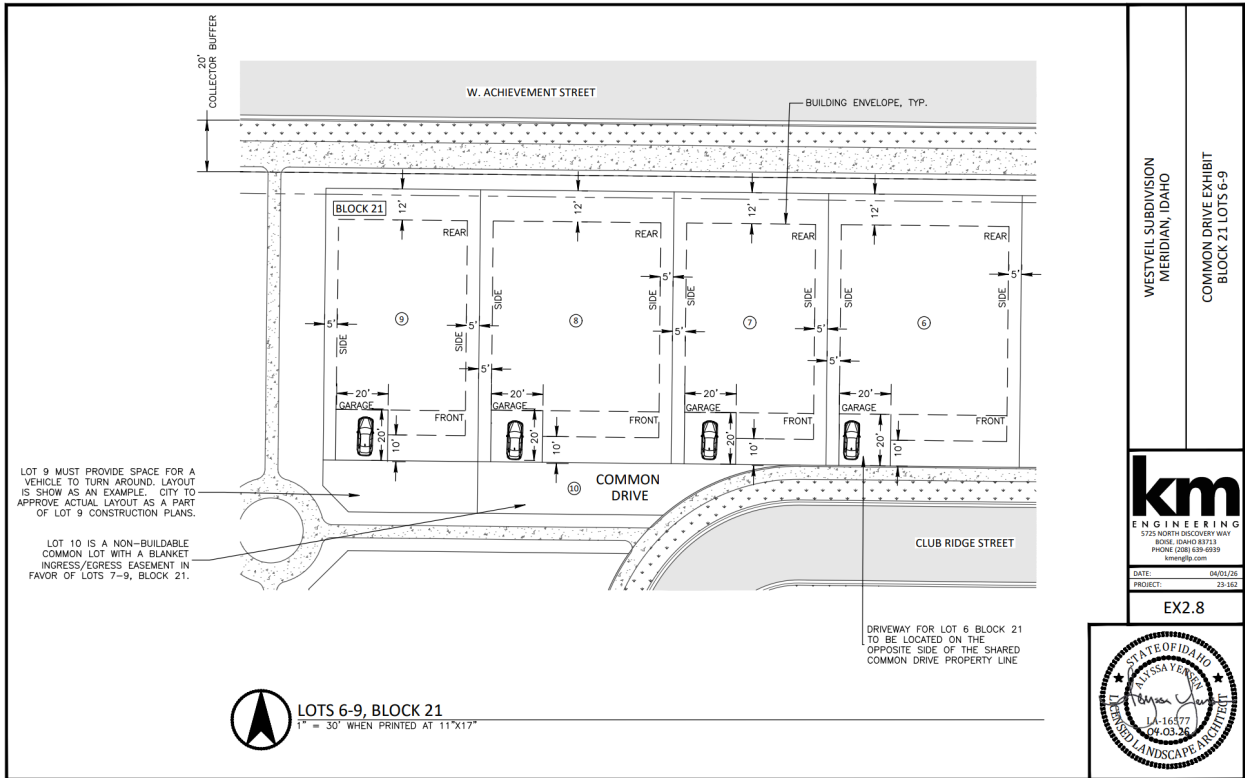 20'
COLLECTOR BUFFER
W. ACHIEVEMENT STREET
BUILDING ENVELOPE, TYP.
BLOCK 21
12'
12'
12'
12'
REAR
REAR
REAR
REAR
5'
5'
SIDE
SIDE
SIDE
SIDE
SIDE
SIDE
SIDE
5'
9
5'
8
5'
7
5'
6
5'
5'
20'
20'
20'
20'
GARAGE
GARAGE
GARAGE
GARAGE
FRONT
FRONT
FRONT
FRONT
20'
20'
20'
20'
10'
10'
10'
10'
10
COMMON
DRIVE
LOT 9 MUST PROVIDE SPACE FOR A
VEHICLE TO TURN AROUND. LAYOUT
IS SHOW AS AN EXAMPLE. CITY TO
APPROVE ACTUAL LAYOUT AS A PART
OF LOT 9 CONSTRUCTION PLANS.
LOT 10 IS A NON-BUILDABLE
COMMON LOT WITH A BLANKET
INGRESS/EGRESS EASEMENT IN
FAVOR OF LOTS 7-9, BLOCK 21.
CLUB RIDGE STREET
DRIVEWAY FOR LOT 6 BLOCK 21
TO BE LOCATED ON THE
OPPOSITE SIDE OF THE SHARED
COMMON DRIVE PROPERTY LINE
LOTS 6-9, BLOCK 21
1" = 30' WHEN PRINTED AT 11"X17"
WESTVEIL SUBDIVISION
MERIDIAN, IDAHO
COMMON DRIVE EXHIBIT
BLOCK 21 LOTS 6-9
km
ENGINEERING
5725 NORTH DISCOVERY WAY
BOISE, IDAHO 83713
PHONE (208) 639-6939
kmengllp.com
DATE: 04/01/26
PROJECT: 23-162
EX2.8
STATE OF IDAHO
ALYSSA YENSEN
LA-16577
04.03.26
LICENSED LANDSCAPE ARCHITECT